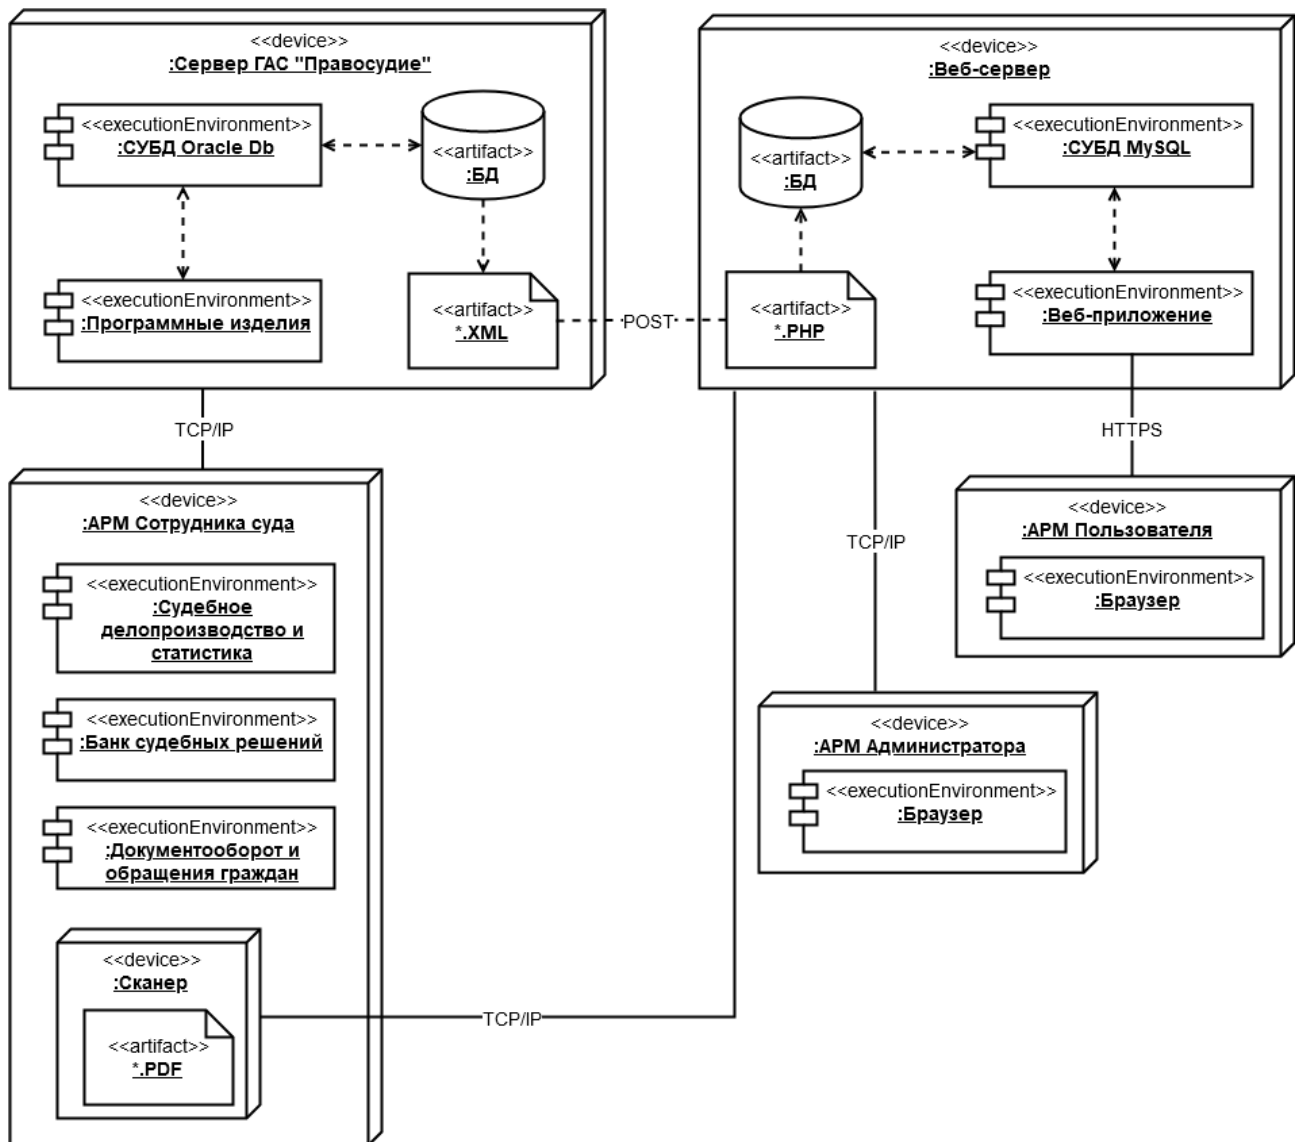 <<device>>
:Сервер ГАС "Правосудие"
<<executionEnvironment>>
:СУБД Oracle Db
<<artifact>>
:БД
<<executionEnvironment>>
:Программные изделия
<<artifact>>
*.XML
POST
<<device>>
:Веб-сервер
<<artifact>>
:БД
<<executionEnvironment>>
:СУБД MySQL
<<artifact>>
*.PHP
<<executionEnvironment>>
:Веб-приложение
TCP/IP
HTTPS
<<device>>
:АРМ Сотрудника суда
<<executionEnvironment>>
:Судебное
делопроизводство и
статистика
<<executionEnvironment>>
:Банк судебных решений
<<executionEnvironment>>
:Документооборот и
обращения граждан
<<device>>
:Сканер
<<artifact>>
*.PDF
TCP/IP
TCP/IP
<<device>>
:АРМ Пользователя
<<executionEnvironment>>
:Браузер
<<device>>
:АРМ Администратора
<<executionEnvironment>>
:Браузер